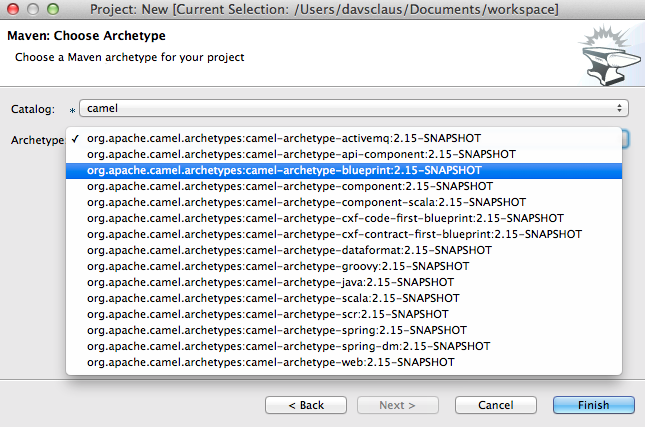 Project: New [Current Selection: /Users/davsclaus/Documents/workspace]
Maven: Choose Archetype
Choose a Maven archetype for your project
Catalog: * camel
Archetype
✓ org.apache.camel.archetypes:camel-archetype-activemq:2.15-SNAPSHOT
org.apache.camel.archetypes:camel-archetype-api-component:2.15-SNAPSHOT
org.apache.camel.archetypes:camel-archetype-blueprint:2.15-SNAPSHOT
org.apache.camel.archetypes:camel-archetype-component:2.15-SNAPSHOT
org.apache.camel.archetypes:camel-archetype-component-scala:2.15-SNAPSHOT
org.apache.camel.archetypes:camel-archetype-cxf-code-first-blueprint:2.15-SNAPSHOT
org.apache.camel.archetypes:camel-archetype-cxf-contract-first-blueprint:2.15-SNAPSHOT
org.apache.camel.archetypes:camel-archetype-dataformat:2.15-SNAPSHOT
org.apache.camel.archetypes:camel-archetype-groovy:2.15-SNAPSHOT
org.apache.camel.archetypes:camel-archetype-java:2.15-SNAPSHOT
org.apache.camel.archetypes:camel-archetype-scala:2.15-SNAPSHOT
org.apache.camel.archetypes:camel-archetype-scr:2.15-SNAPSHOT
org.apache.camel.archetypes:camel-archetype-spring:2.15-SNAPSHOT
org.apache.camel.archetypes:camel-archetype-spring-dm:2.15-SNAPSHOT
org.apache.camel.archetypes:camel-archetype-web:2.15-SNAPSHOT
< Back Next > Cancel Finish